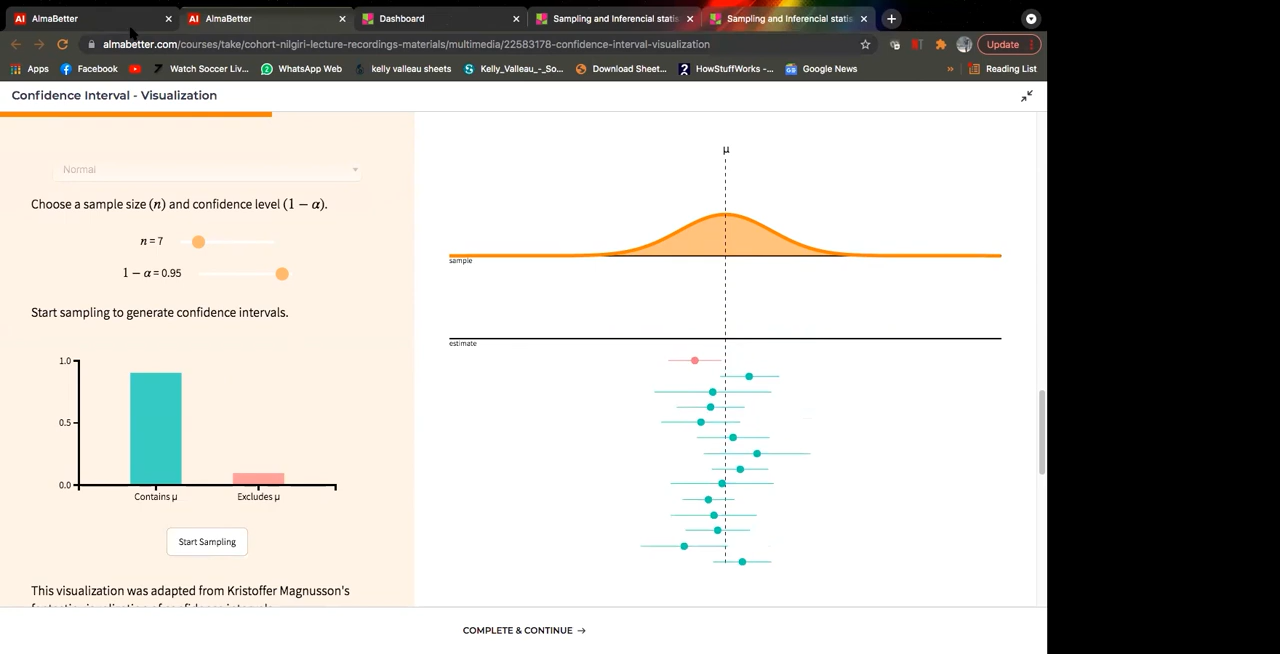 AlmaBetter
AlmaBetter
Dashboard
Sampling and Inferencial statis
Sampling and Inferencial statis
almabetter.com/courses/take/cohort-nilgiri-lecture-recordings-materials/multimedia/22583178-confidence-interval-visualization
Update
Apps
Facebook
Watch Soccer Liv...
WhatsApp Web
kelly valleau sheets
Kelly_Valleau_-_So...
Download Sheet...
HowStuffWorks -...
Google News
»
Reading List
Confidence Interval - Visualization
Normal
Choose a sample size (n) and confidence level (1 − α).
n = 7
1 − α = 0.95
Start sampling to generate confidence intervals.
1.0
0.5
0.0
Contains μ
Excludes μ
Start Sampling
This visualization was adapted from Kristoffer Magnusson's
μ
sample
estimate
COMPLETE & CONTINUE →